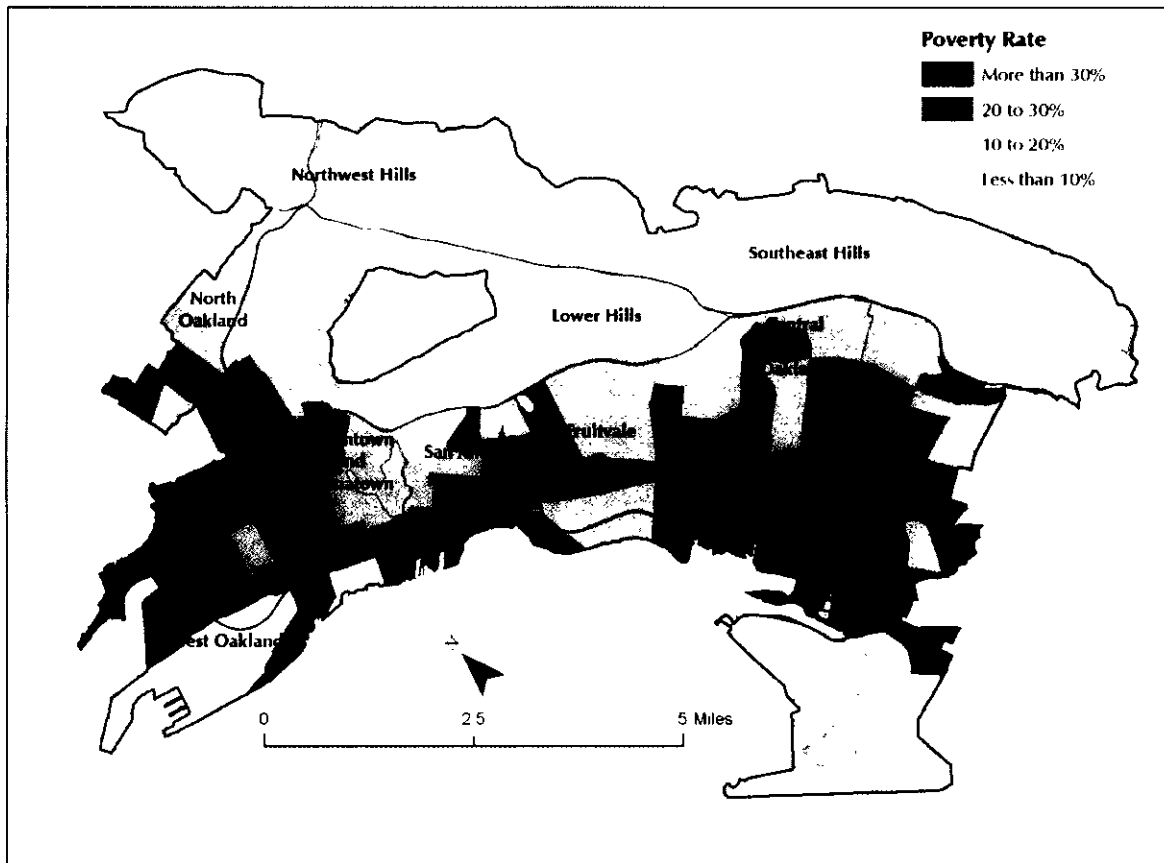 Poverty Rate
More than 30%
20 to 30%
10 to 20%
Less than 10%
Northwest Hills
Southeast Hills
North
Oakland
Lower Hills
Fruitvale
est Oakland
0 2 5 5 Miles